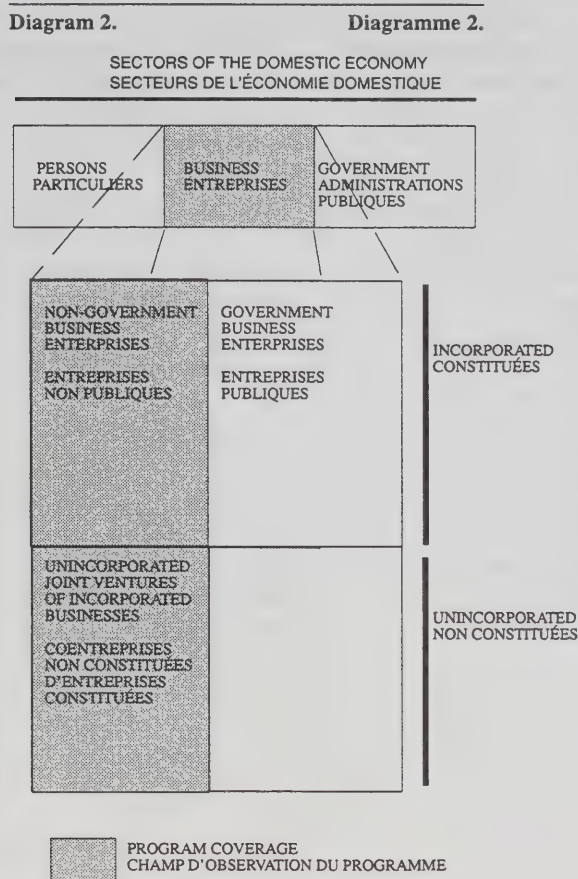 Diagram 2. Diagramme 2.
SECTORS OF THE DOMESTIC ECONOMY
SECTEURS DE L'ÉCONOMIE DOMESTIQUE
PERSONS
PARTICULIERS
BUSINESS
ENTREPRISES
GOVERNMENT
ADMINISTRATIONS
PUBLIQUES
NON-GOVERNMENT
BUSINESS
ENTERPRISES
ENTREPRISES
NON PUBLIQUES
GOVERNMENT
BUSINESS
ENTERPRISES
ENTREPRISES
PUBLIQUES
INCORPORATED
CONSTITUÉES
UNINCORPORATED
JOINT VENTURES
OF INCORPORATED
BUSINESSES
COENTREPRISES
NON CONSTITUÉES
D'ENTREPRISES
CONSTITUÉES
UNINCORPORATED
NON CONSTITUÉES
PROGRAM COVERAGE
CHAMP D'OBSERVATION DU PROGRAMME